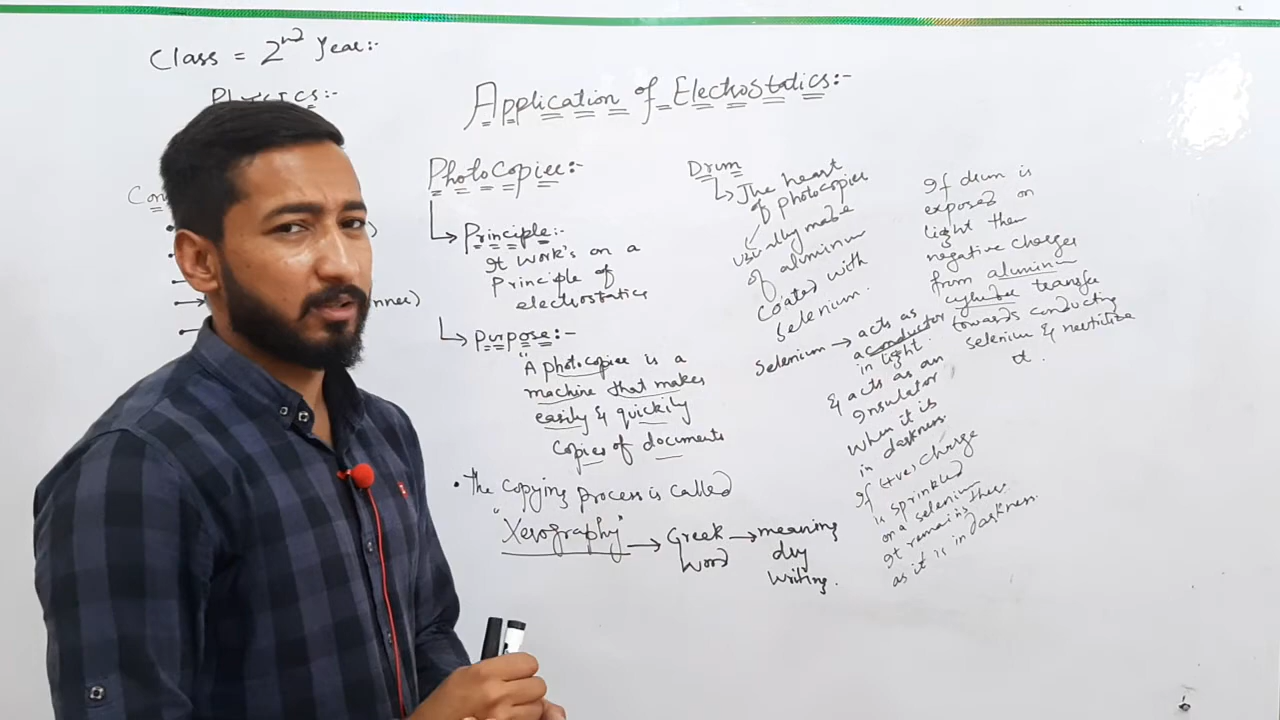 Class = 2nd Year:-
Physics:-
Application of Electrostatics:-
Photocopier:-
Principle:-
It work's on a
Principle of
electrostatics
Purpose:-
"A photocopier is a
machine that makes
easily & quickily
Copies of documents
• The copying process is called
"Xerography" → Greek → meaning
word dry
writing.
Drum
The heart
of photocopier
usually made
of aluminum
coated with
selenium.
Selenium → acts as
a conductor
in light.
& acts as an
Insulator
when it is
in darkness.
If +ver charge
is sprinkled
on a selenium
It remains there
as it is in darkness.
If drum is
exposed on
light then
negative charges
from aluminum
cylinder transfer
towards conducting
selenium & neutilize
it.